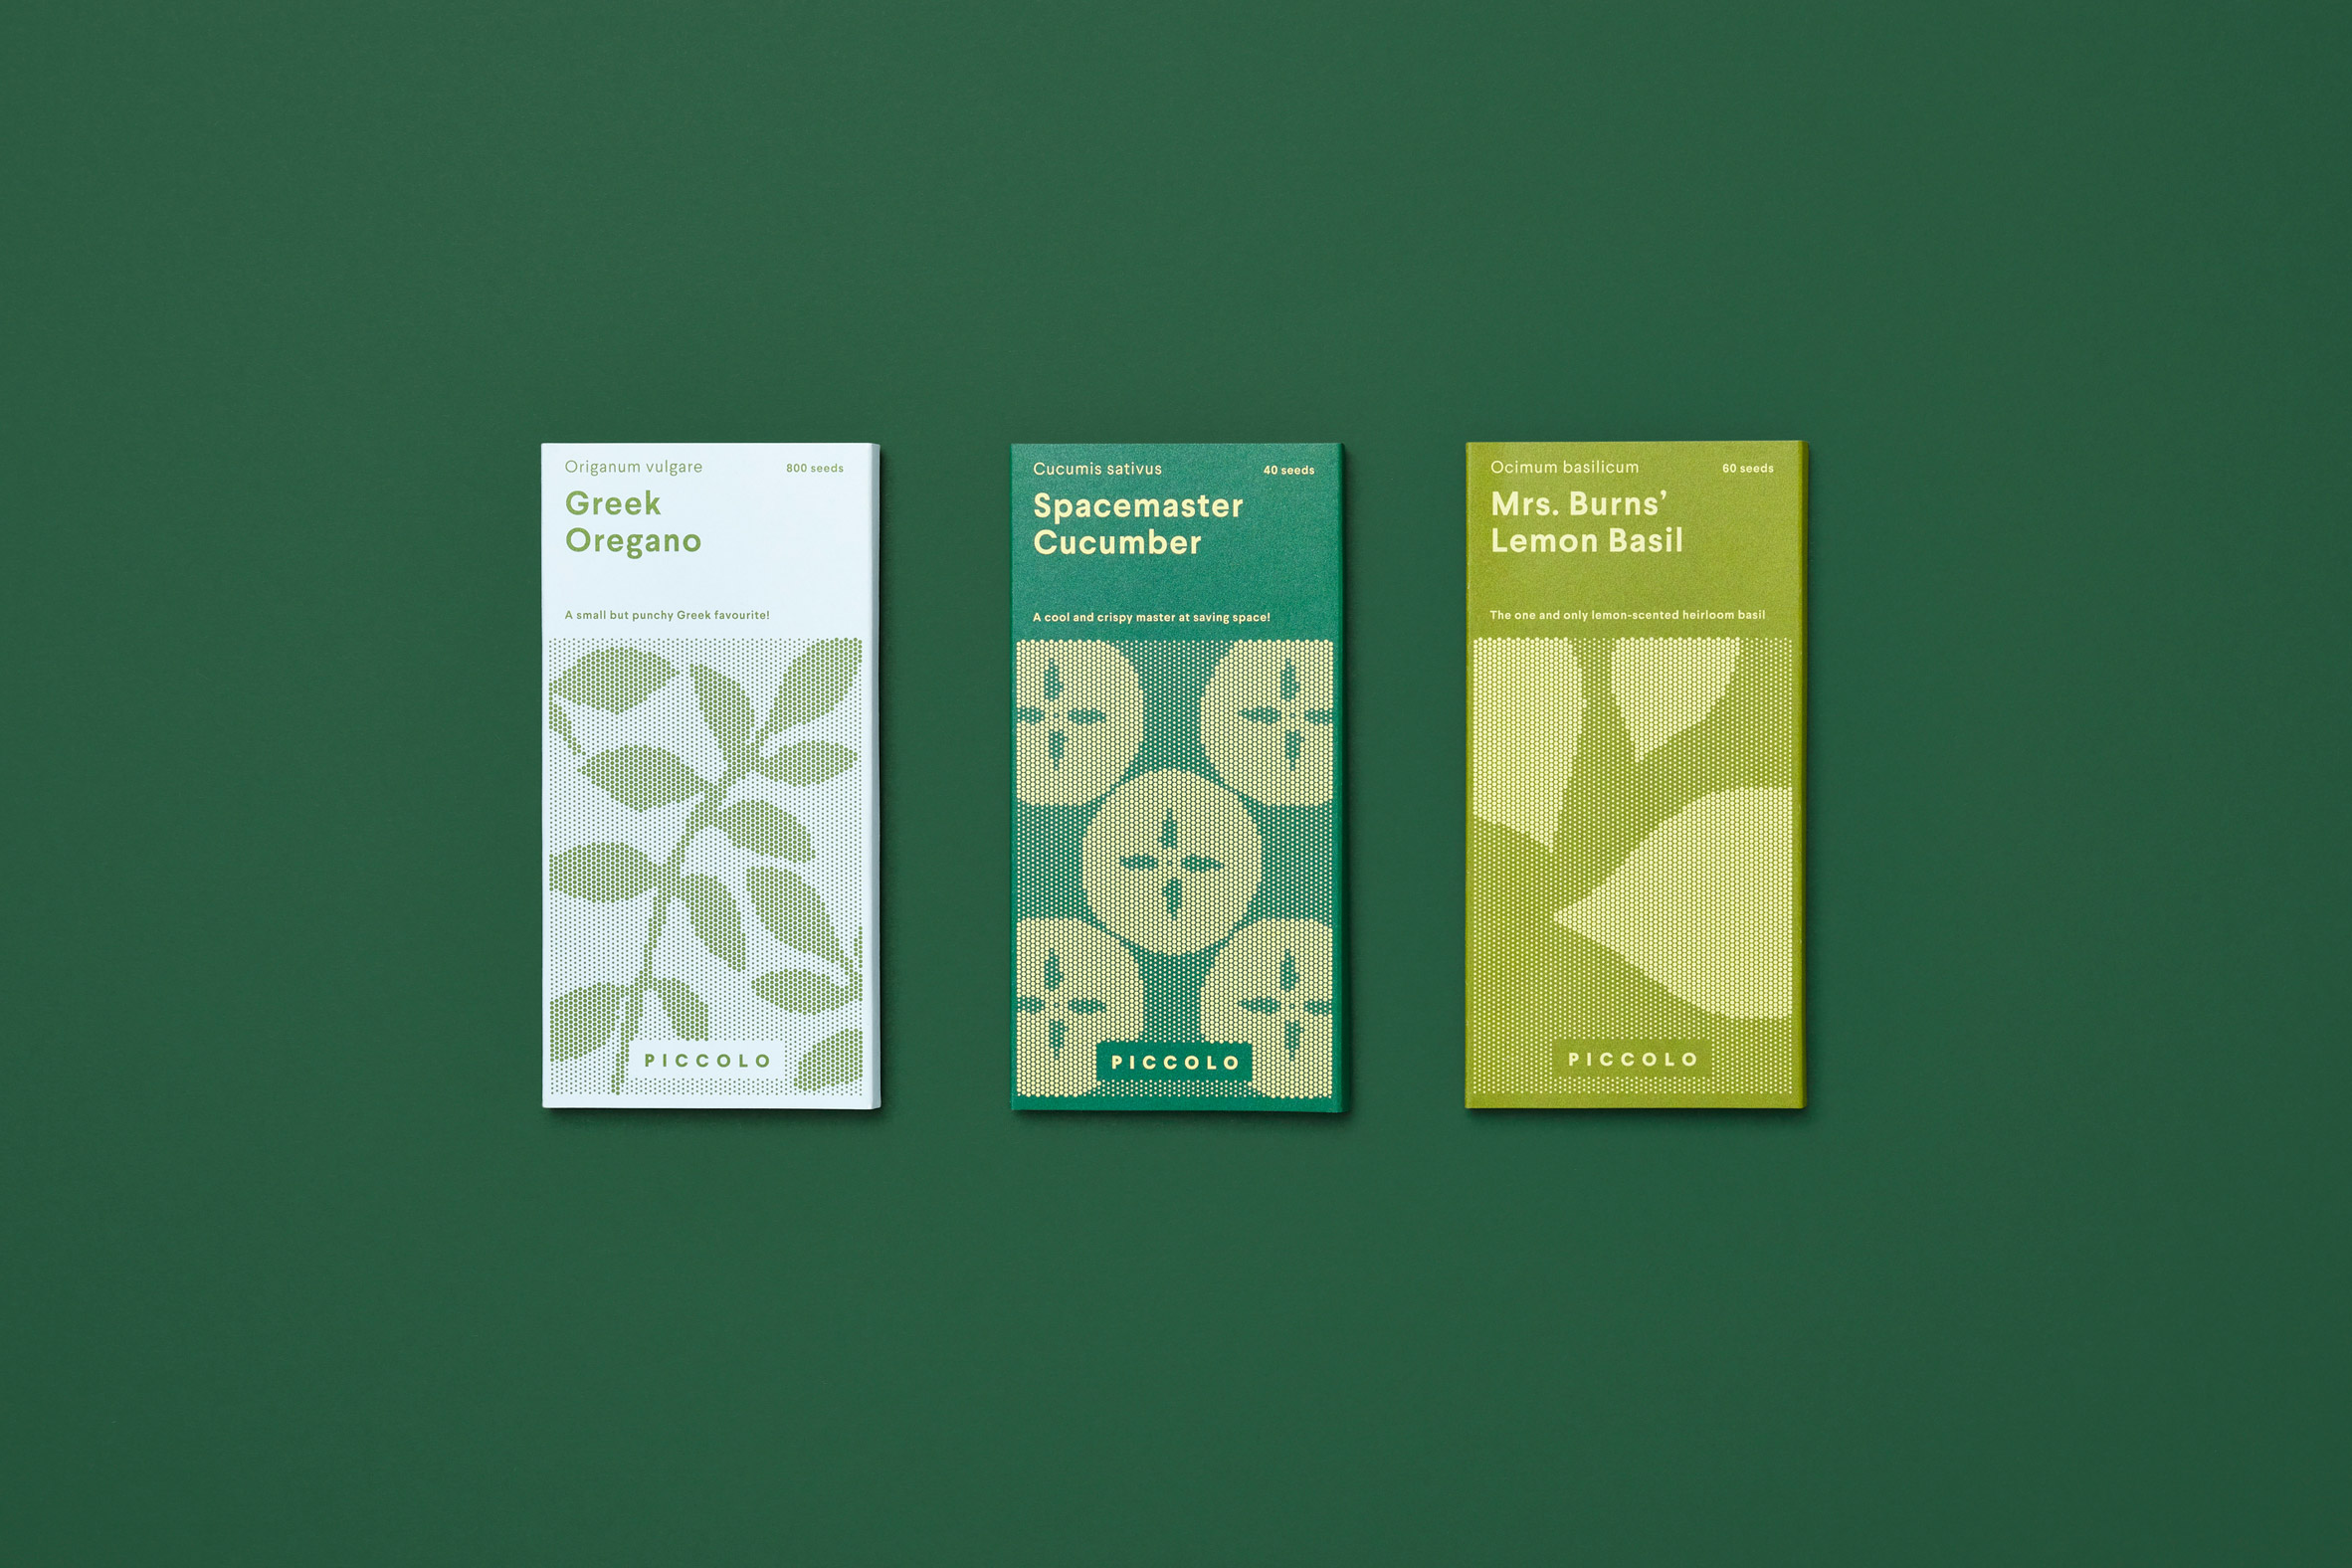 Origanum vulgare 800 seeds
Greek
Oregano
A small but punchy Greek favourite!
PICCOLO
Cucumis sativus 40 seeds
Spacemaster
Cucumber
A cool and crispy master at saving space!
PICCOLO
Ocimum basilicum 60 seeds
Mrs. Burns’
Lemon Basil
The one and only lemon-scented heirloom basil
PICCOLO